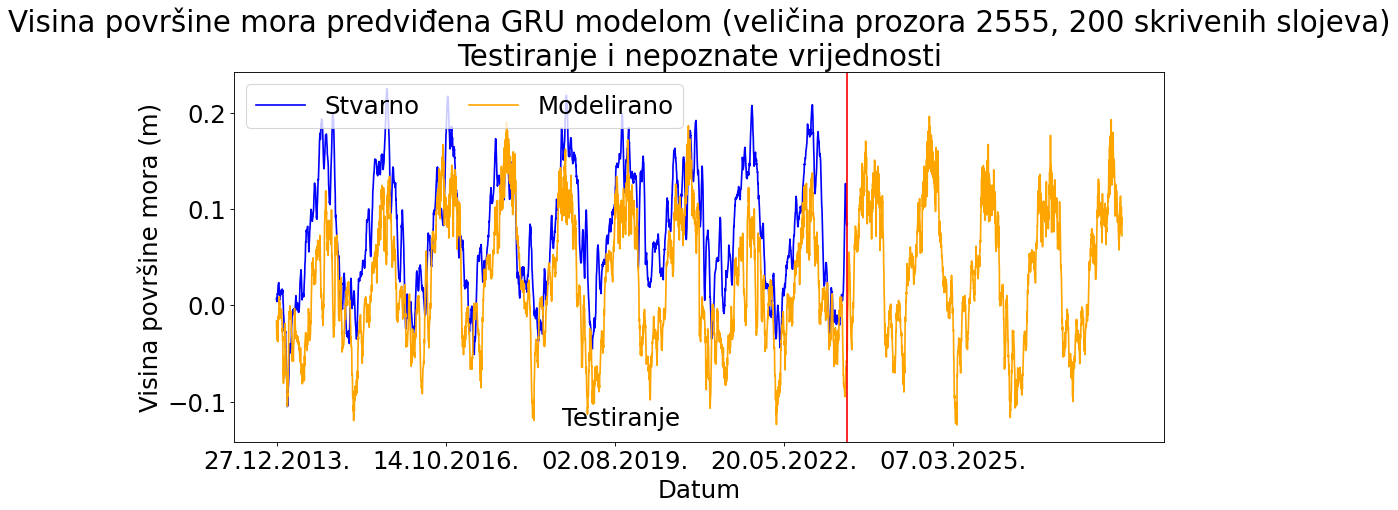 Visina površine mora predviđena GRU modelom (veličina prozora 2555, 200 skrivenih slojeva)
Testiranje i nepoznate vrijednosti
Stvarno
Modelirano
Visina površine mora (m)
0.2
0.1
0.0
−0.1
Testiranje
27.12.2013.
14.10.2016.
02.08.2019.
20.05.2022.
07.03.2025.
Datum